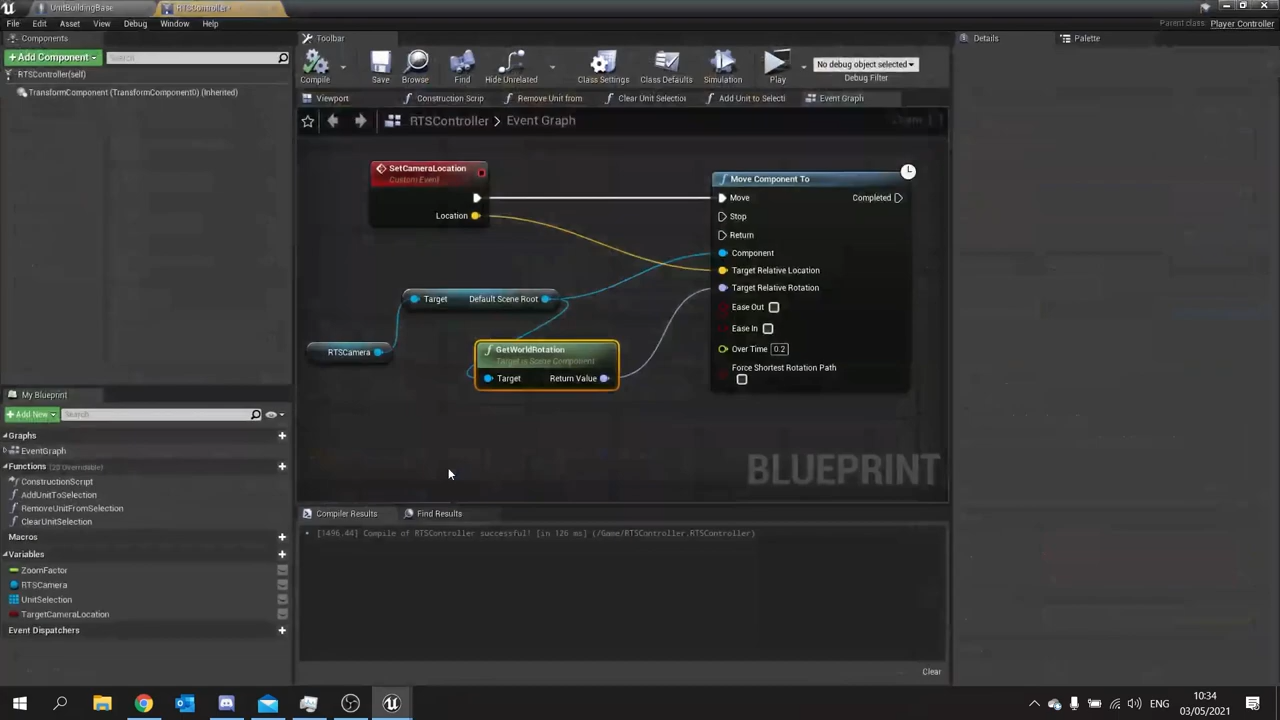 UnitBuildingBase
RTSController*
File Edit Asset View Debug Window Help
Parent class: Player Controller
Components
Toolbar
Details
Palette
+ Add Component
Search
Compile
Save
Browse
Find
Hide Unrelated
Class Settings
Class Defaults
Simulation
Play
No debug object selected
Debug Filter
RTSController(self)
TransformComponent (TransformComponent0) (Inherited)
Viewport
Construction Scrip
Remove Unit from
Clear Unit Selection
Add Unit to Selecti
Event Graph
RTSController > Event Graph
SetCameraLocation
Custom Event
Location
Move Component To
Move
Completed
Stop
Return
Component
Target Relative Location
Target Relative Rotation
Ease Out
Ease In
Over Time 0.2
Force Shortest Rotation Path
Target
Default Scene Root
RTSCamera
GetWorldRotation
Target is Scene Component
Target
Return Value
BLUEPRINT
My Blueprint
+ Add New
Search
Graphs
EventGraph
Functions (23 Overridable)
ConstructionScript
AddUnitToSelection
RemoveUnitFromSelection
ClearUnitSelection
Macros
Variables
ZoomFactor
RTSCamera
UnitSelection
TargetCameraLocation
Event Dispatchers
Compiler Results
Find Results
[1496.44] Compile of RTSController successful! [in 126 ms] (/Game/RTSController.RTSController)
Clear
ENG
10:34
03/05/2021